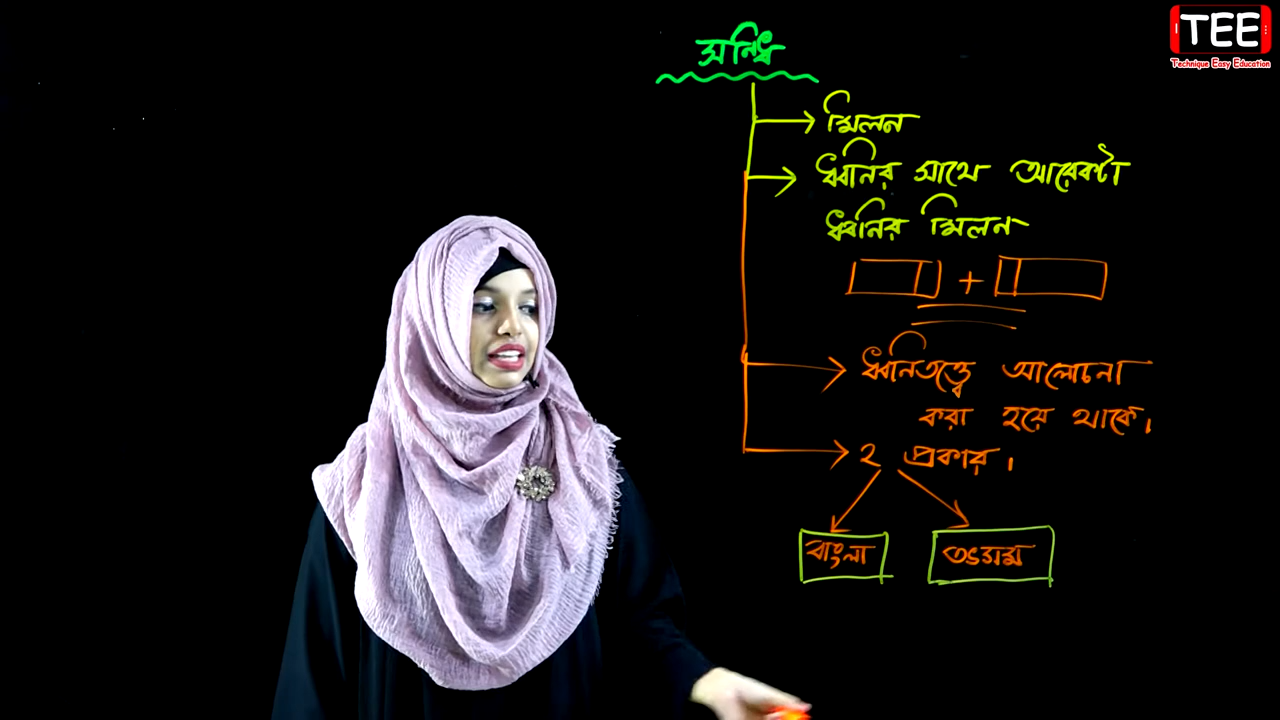 TEE
Technique Easy Education
সন্ধি
মিলন
ধ্বনির সাথে আরেকটা
ধ্বনির মিলন
+
ধ্বনিতত্ত্বে আলোচনা
করা হয়ে থাকে।
২ প্রকার।
বাংলা
তৎসম